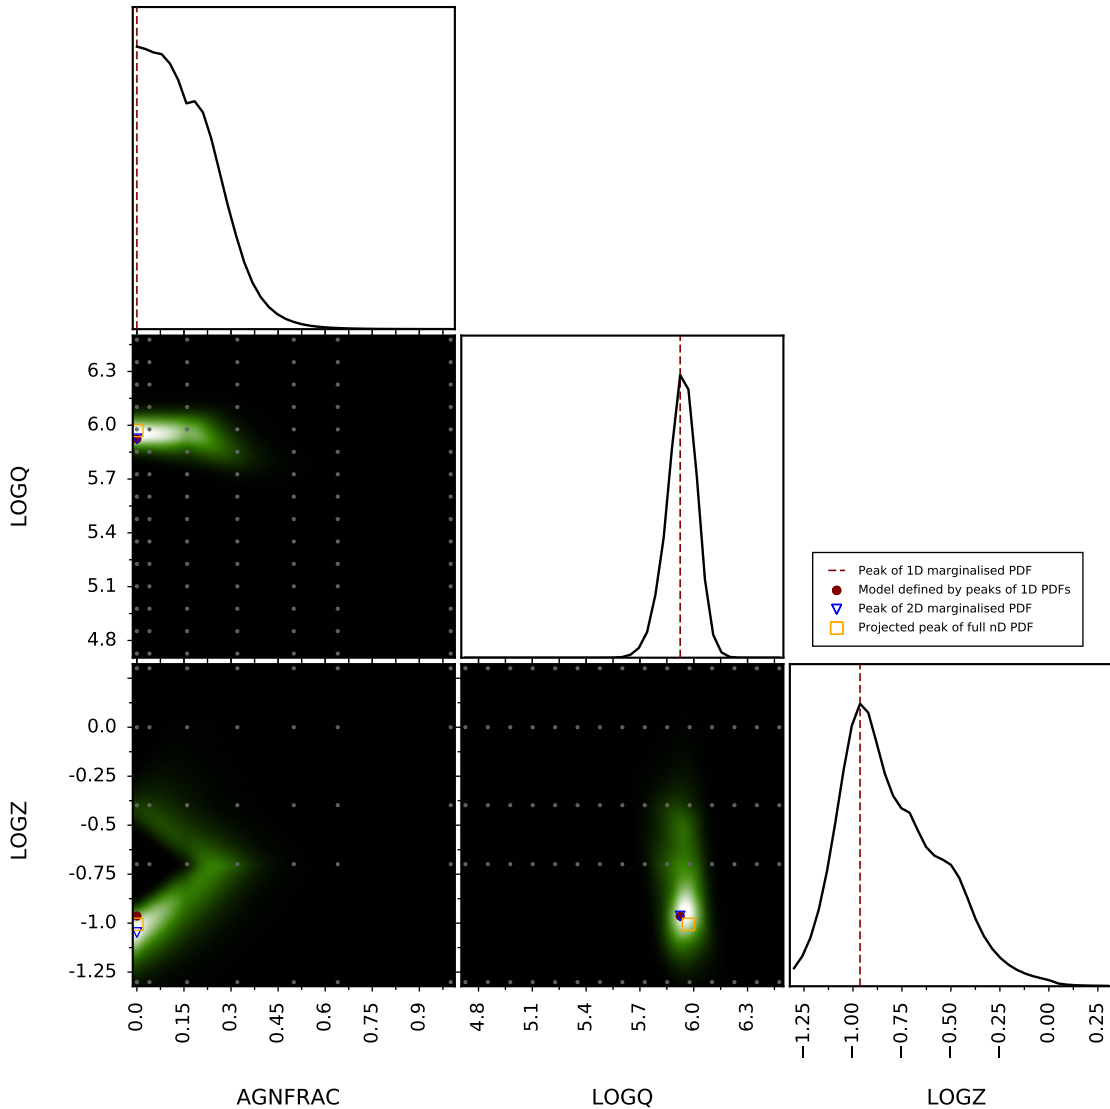 6.3
6.0
5.7
5.4
5.1
4.8
LOGQ
Peak of 1D marginalised PDF
Model defined by peaks of 1D PDFs
Peak of 2D marginalised PDF
Projected peak of full nD PDF
0.0
-0.25
-0.5
-0.75
-1.0
-1.25
LOGZ
0.0 0.15 0.3 0.45 0.6 0.75 0.9
4.8 5.1 5.4 5.7 6.0 6.3
−1.25 −1.00 −0.75 −0.50 −0.25 0.00 0.25
AGNFRAC LOGQ LOGZ